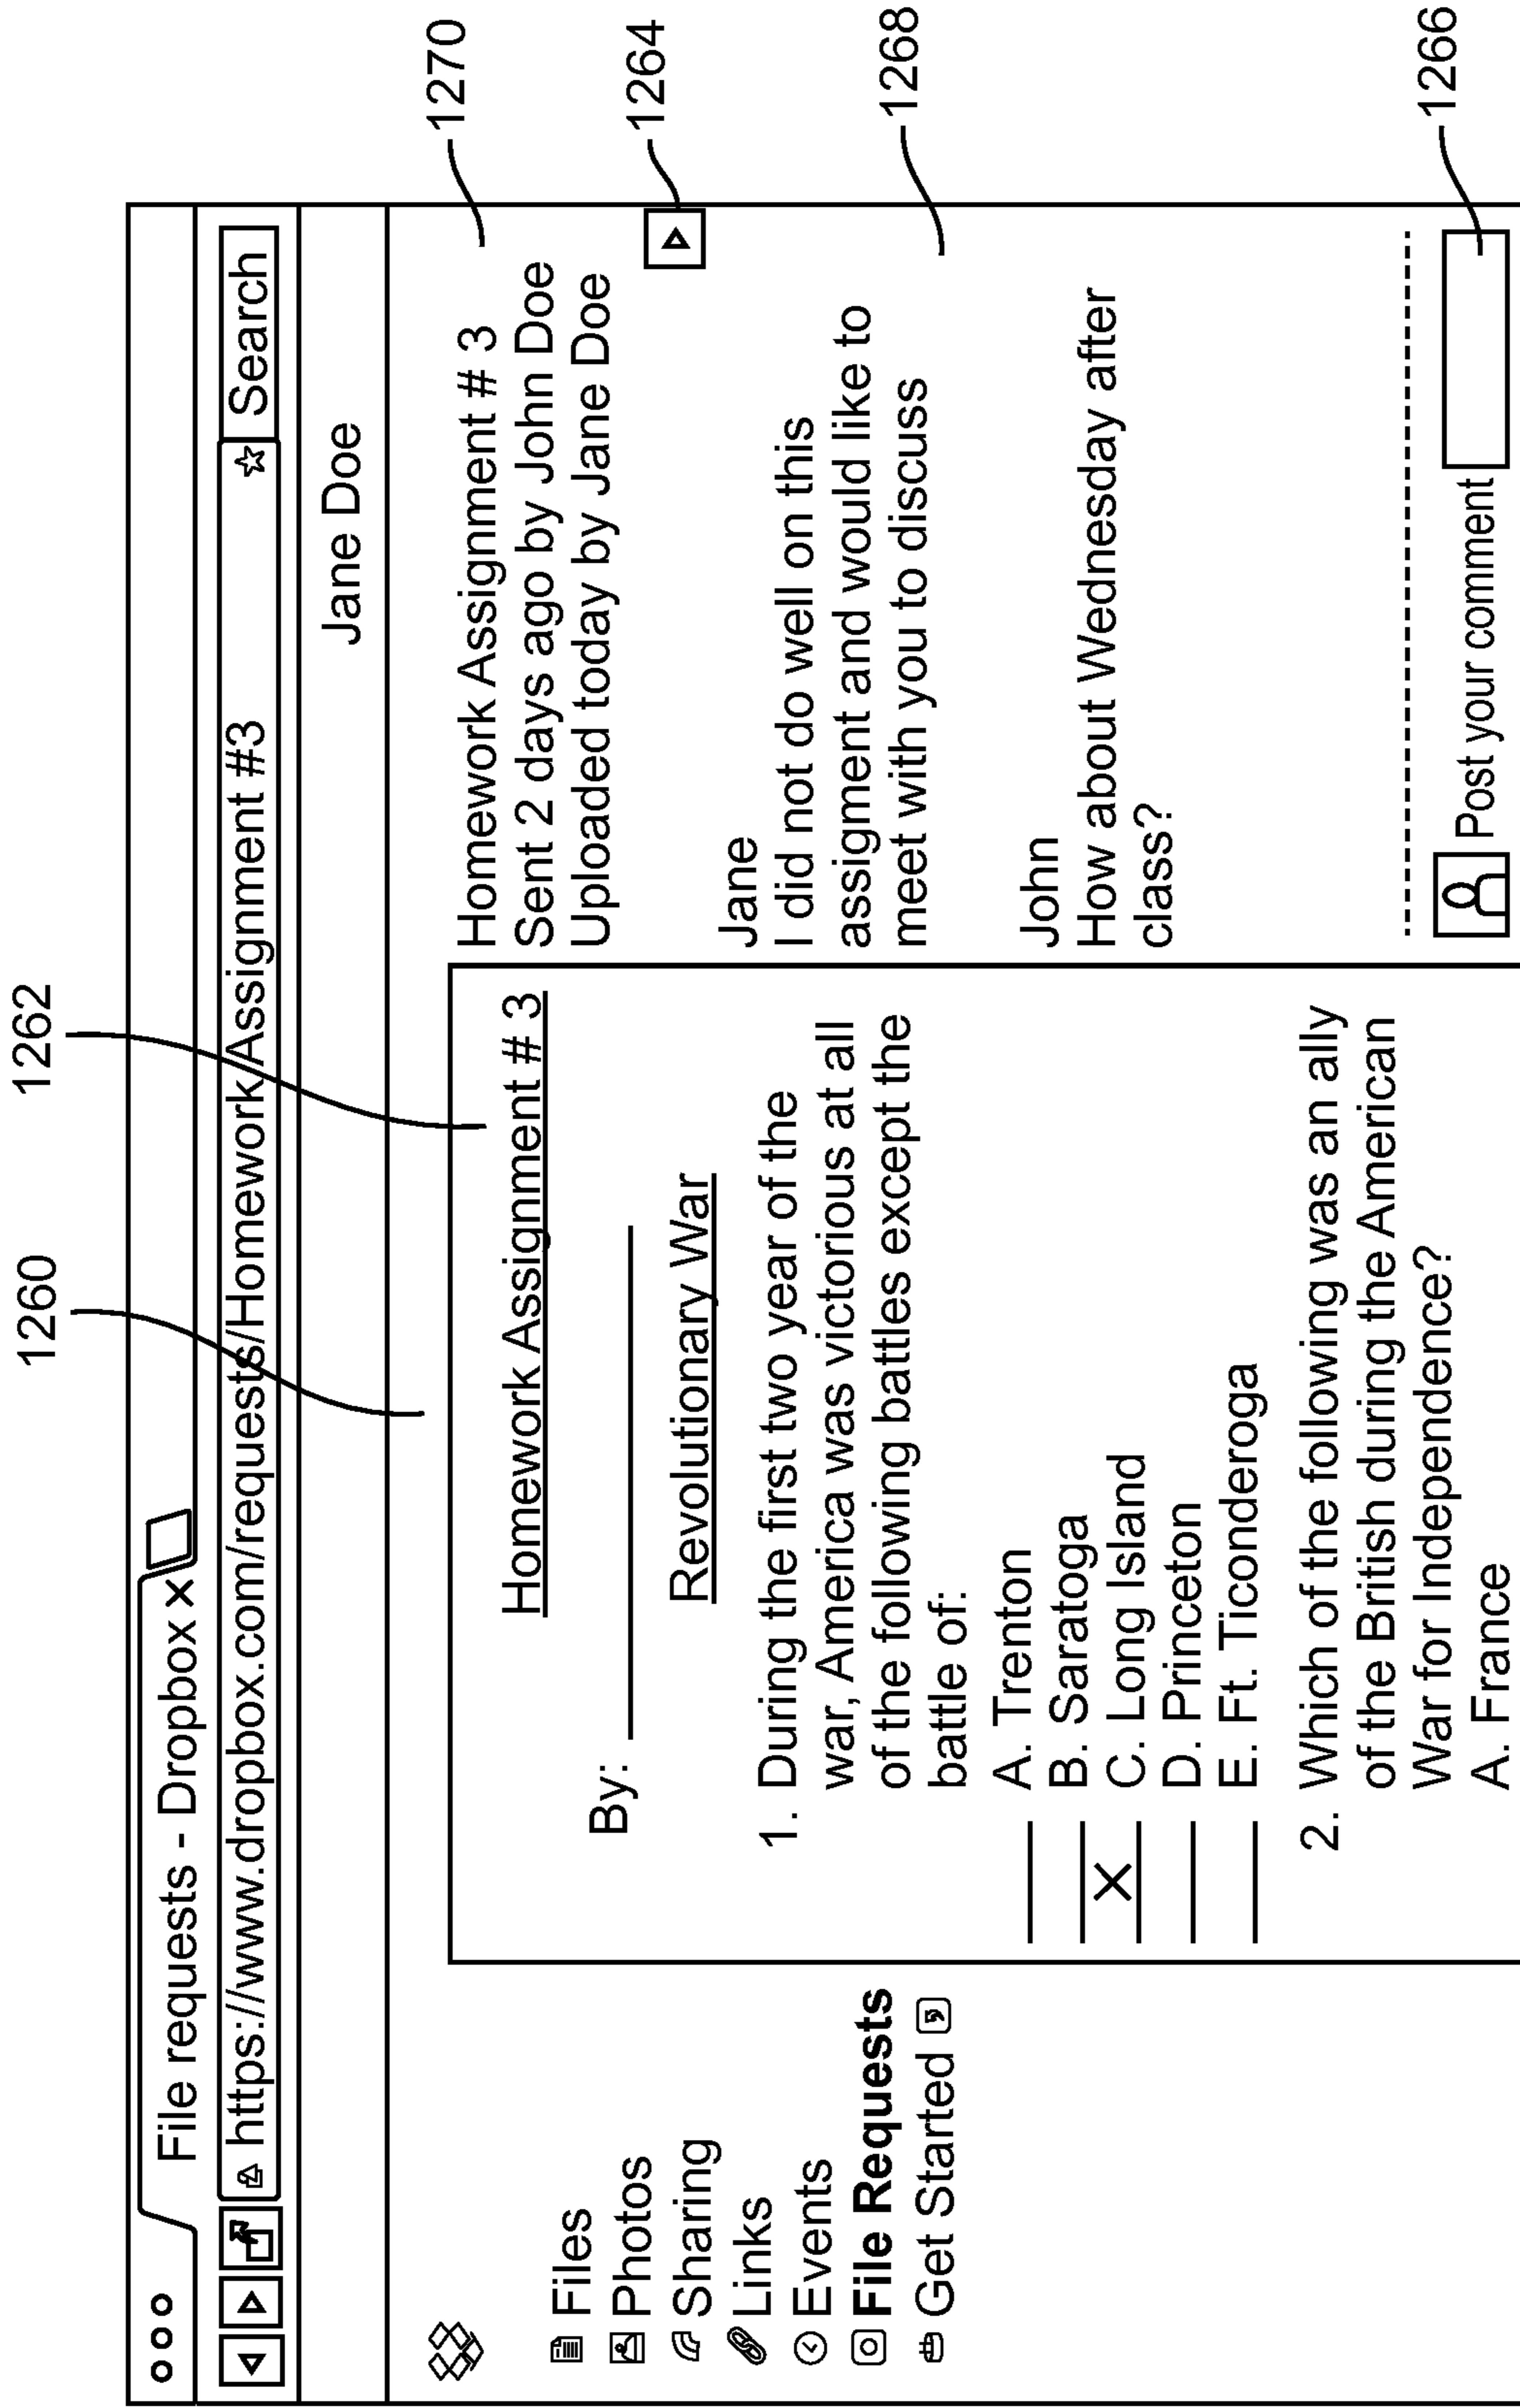 1260
1262
File requests - Dropbox x
https://www.dropbox.com/requests/Homework Assignment #3
Search
Jane Doe
Files
Photos
Sharing
Links
Events
File Requests
Get Started
Homework Assignment # 3
By:
Revolutionary War
1. During the first two year of the
war, America was victorious at all
of the following battles except the
battle of:
A. Trenton
B. Saratoga
X C. Long Island
D. Princeton
E. Ft. Ticonderoga
2. Which of the following was an ally
of the British during the American
War for Independence?
A. France
Homework Assignment # 3
Sent 2 days ago by John Doe
Uploaded today by Jane Doe
Jane
I did not do well on this
assigment and would like to
meet with you to discuss
John
How about Wednesday after
class?
Post your comment
1270
1264
1268
1266